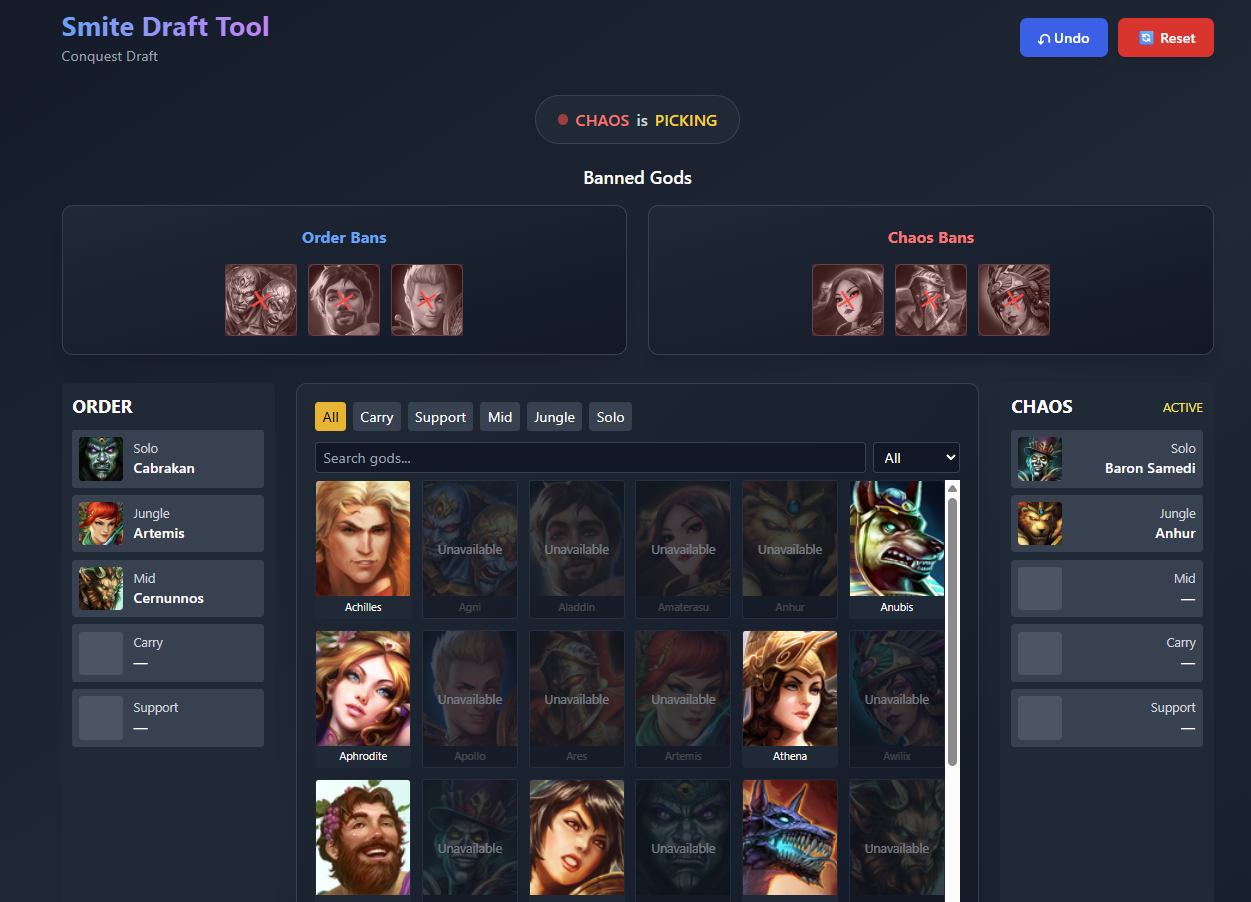 Smite Draft Tool
Conquest Draft
Undo
Reset
CHAOS is PICKING
Banned Gods
Order Bans
Chaos Bans
ORDER
Solo
Cabrakan
Jungle
Artemis
Mid
Cernunnos
Carry
—
Support
—
All Carry Support Mid Jungle Solo
Search gods...
All
Unavailable Unavailable Unavailable Unavailable
Achilles Agni Aladdin Amaterasu Anhur Anubis
Unavailable Unavailable Unavailable Unavailable
Aphrodite Apollo Ares Artemis Athena Awilix
Unavailable Unavailable Unavailable
CHAOS
ACTIVE
Solo
Baron Samedi
Jungle
Anhur
Mid
—
Carry
—
Support
—